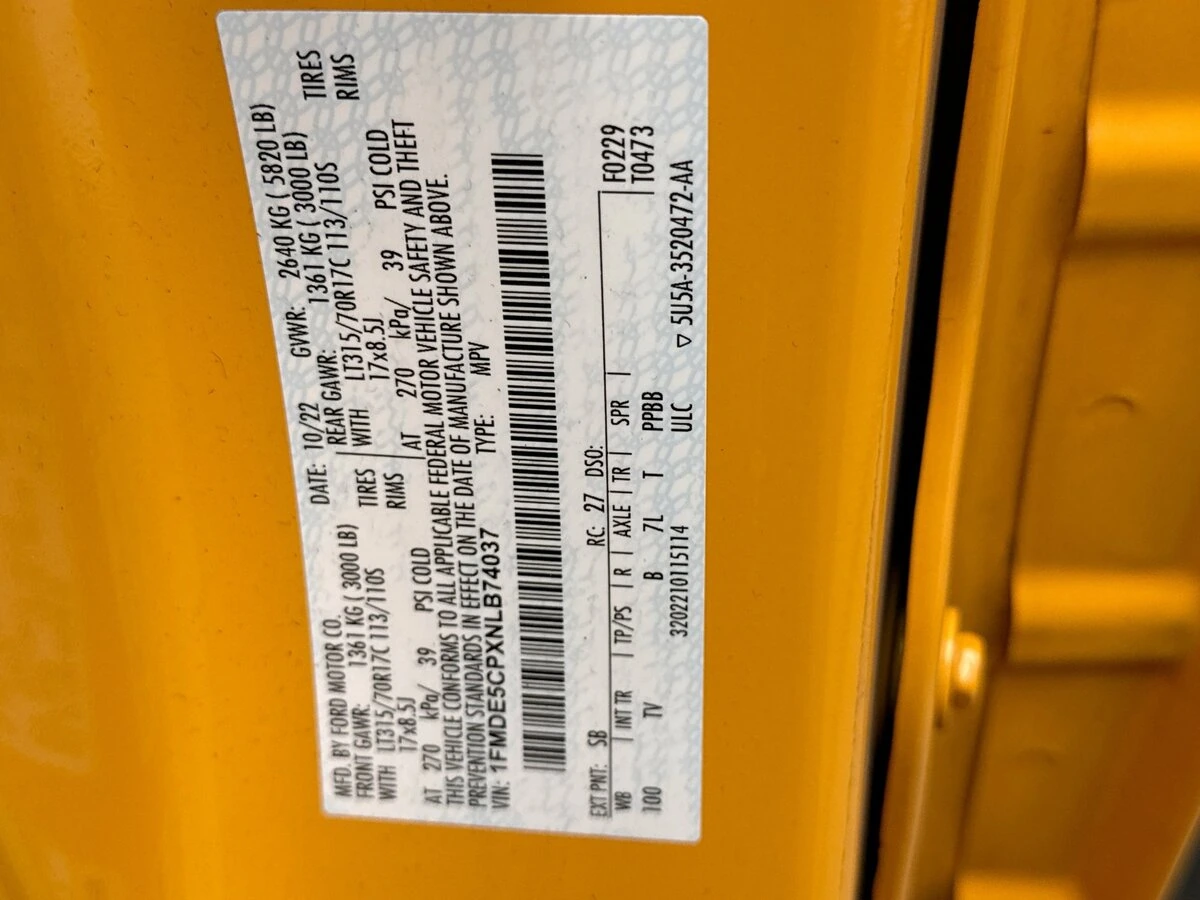 MFD. BY FORD MOTOR CO.
DATE: 10/22 GVWR: 2640 KG ( 5820 LB)
FRONT GAWR: 1361 KG ( 3000 LB) REAR GAWR: 1361 KG ( 3000 LB)
WITH LT315/70R17C 113/110S TIRES WITH LT315/70R17C 113/110S TIRES
17x8.5J RIMS 17x8.5J RIMS
AT 270 kPa/ 39 PSI COLD AT 270 kPa/ 39 PSI COLD
THIS VEHICLE CONFORMS TO ALL APPLICABLE FEDERAL MOTOR VEHICLE SAFETY AND THEFT
PREVENTION STANDARDS IN EFFECT ON THE DATE OF MANUFACTURE SHOWN ABOVE.
VIN: 1FMDE5CPXNLB74037 TYPE: MPV
EXT PNT: SB RC: 27 DSO:
WB | INT TR | TP/PS | R | AXLE | TR | SPR | F0229
100 TV B 7L T PPBB T0473
3202210115114 ULC ▽ 5U5A-3520472-AA